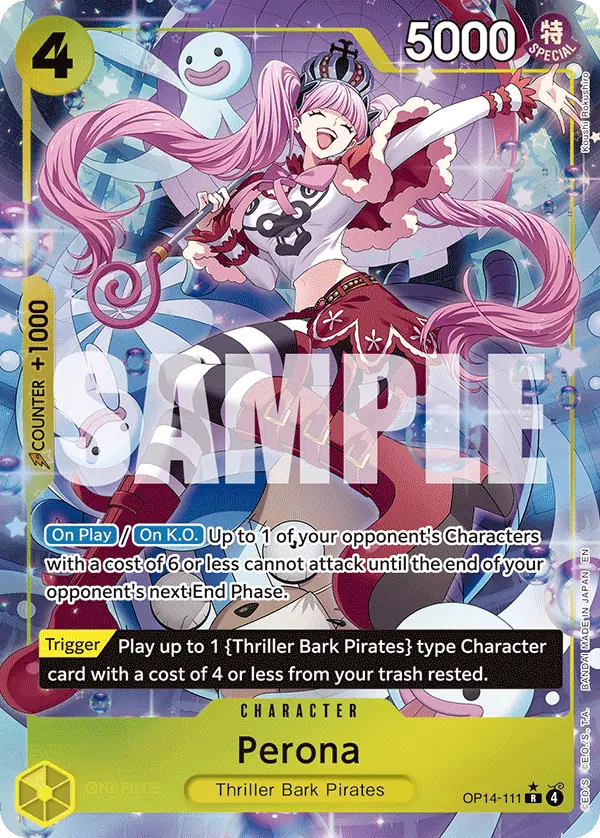 4
5000
特
SPECIAL
Kouchi Rokushiro
COUNTER +1000
SAMPLE
On Play / On K.O. Up to 1 of your opponent's Characters
with a cost of 6 or less cannot attack until the end of your
opponent's next End Phase.
Trigger Play up to 1 {Thriller Bark Pirates} type Character
card with a cost of 4 or less from your trash rested.
CHARACTER
Perona
Thriller Bark Pirates
ONE PIECE
OP14-111 R 4
©EO/S ©EO/S., T.A. BANDAI MADE IN JAPAN EN